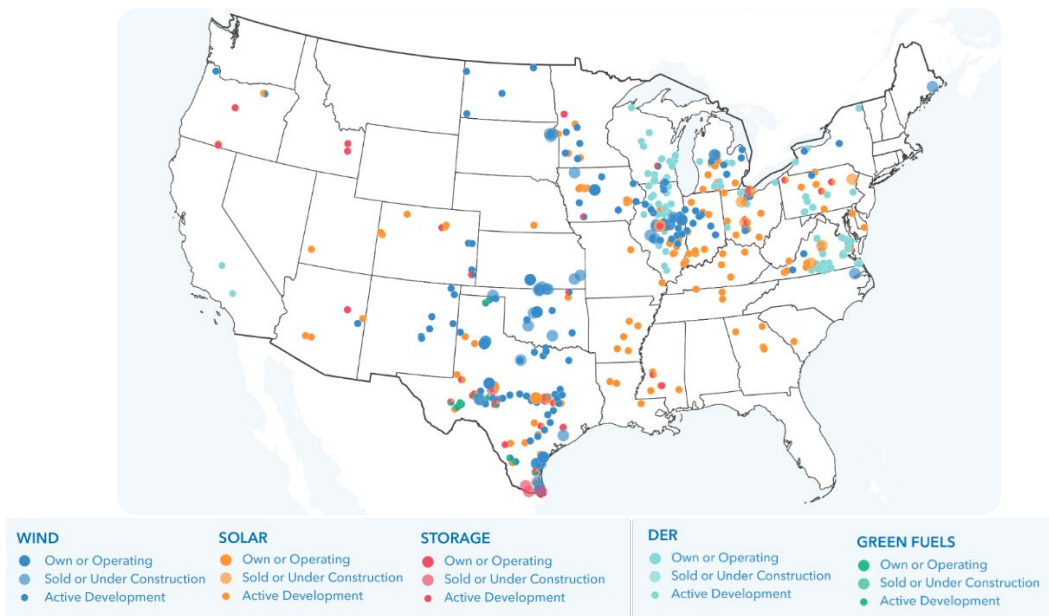 WIND
Own or Operating
Sold or Under Construction
Active Development
SOLAR
Own or Operating
Sold or Under Construction
Active Development
STORAGE
Own or Operating
Sold or Under Construction
Active Development
DER
Own or Operating
Sold or Under Construction
Active Development
GREEN FUELS
Own or Operating
Sold or Under Construction
Active Development